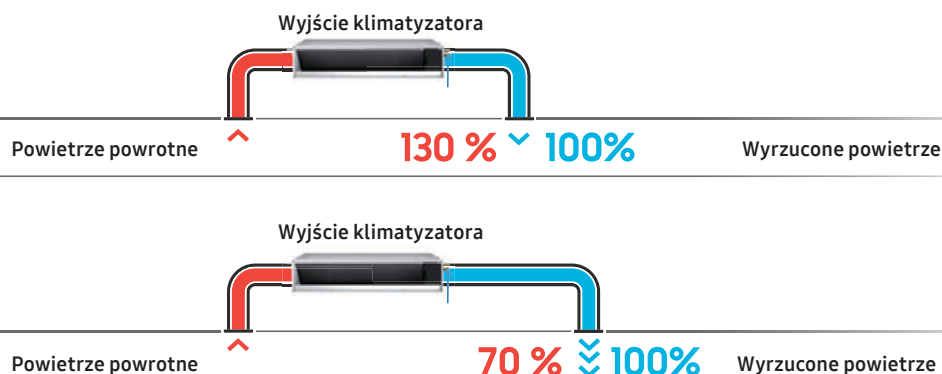 Wyjście klimatyzatora
Powietrze powrotne 130 % 100% Wyrzucone powietrze
Wyjście klimatyzatora
Powietrze powrotne 70 % 100% Wyrzucone powietrze